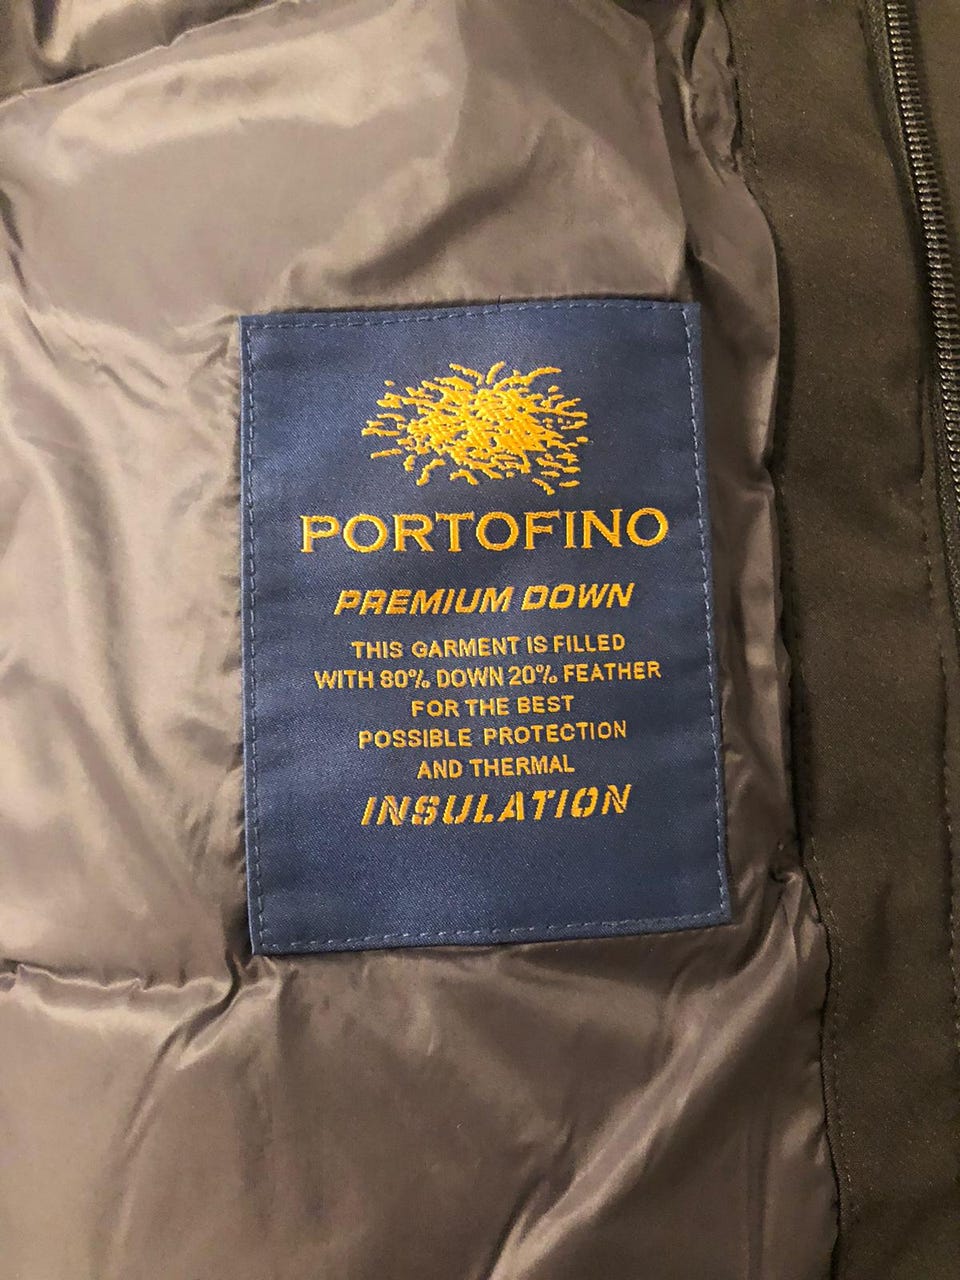 PORTOFINO
PREMIUM DOWN
THIS GARMENT IS FILLED
WITH 80% DOWN 20% FEATHER
FOR THE BEST
POSSIBLE PROTECTION
AND THERMAL
INSULATION